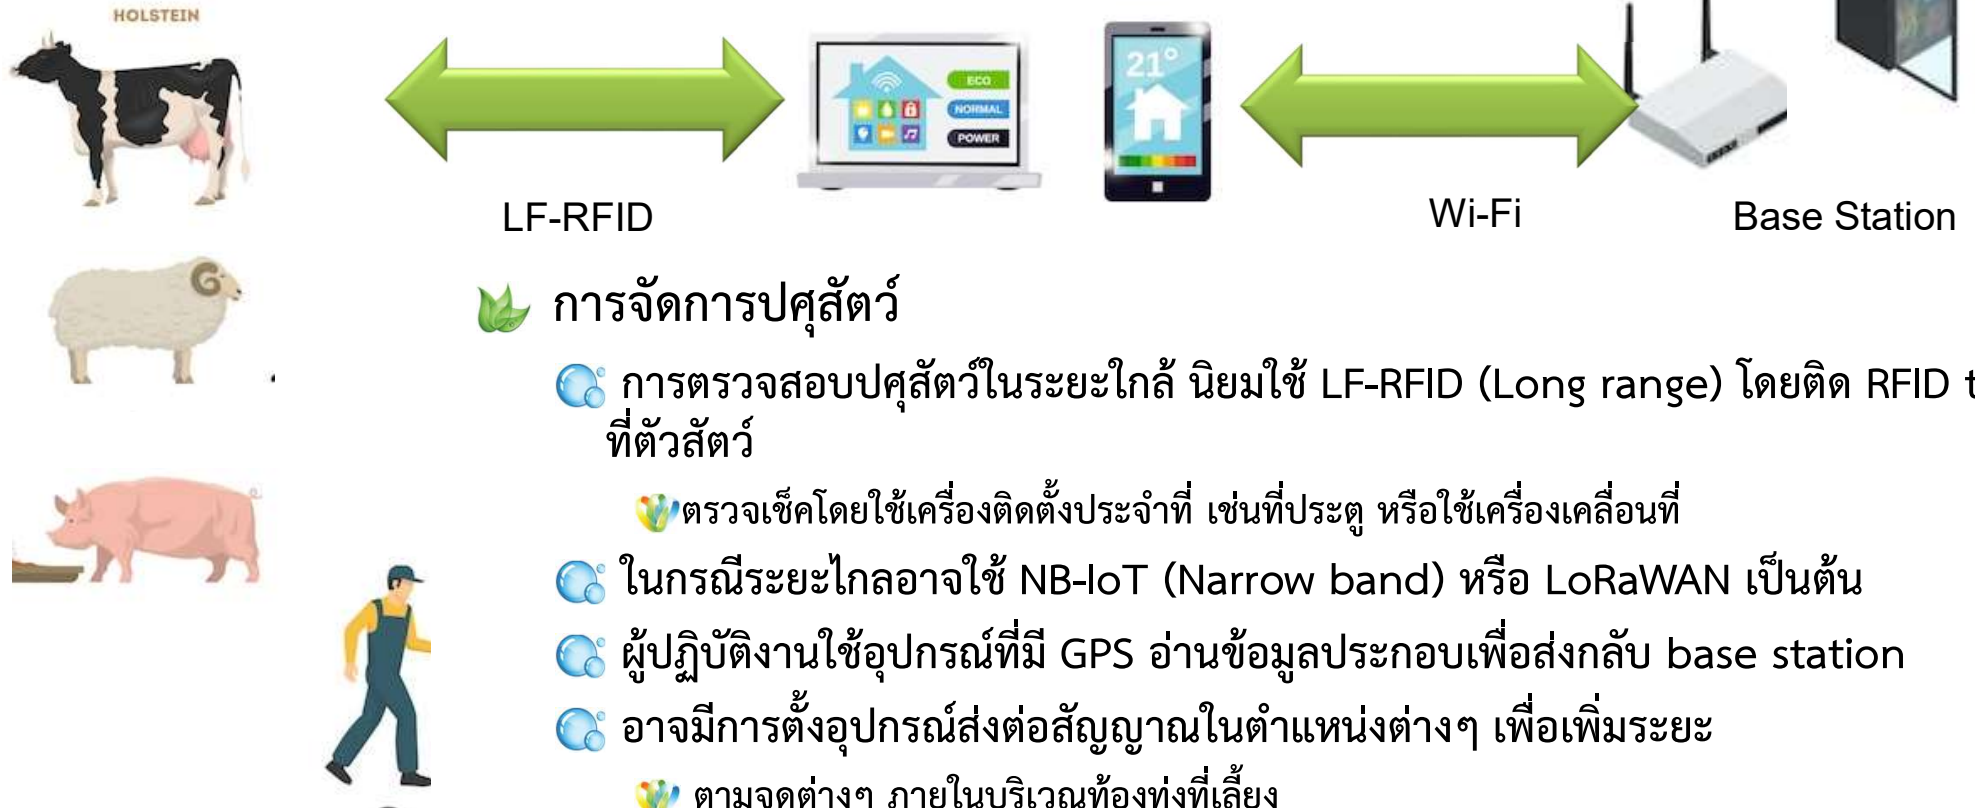 HOLSTEIN
21°
ECO
NORMAL
POWER
LF-RFID
Wi-Fi
Base Station
การจัดการปศุสัตว์
การตรวจสอบปศุสัตว์ในระยะใกล้ นิยมใช้ LF-RFID (Long range) โดยติด RFID
ที่ตัวสัตว์
ตรวจเช็คโดยใช้เครื่องติดตั้งประจำที่ เช่นที่ประตู หรือใช้เครื่องเคลื่อนที่
ในกรณีระยะไกลอาจใช้ NB-IoT (Narrow band) หรือ LoRaWAN เป็นต้น
ผู้ปฏิบัติงานใช้อุปกรณ์ที่มี GPS อ่านข้อมูลประกอบเพื่อส่งกลับ base station
อาจมีการตั้งอุปกรณ์ส่งต่อสัญญาณในตำแหน่งต่างๆ เพื่อเพิ่มระยะ
ตามจุดต่างๆ ภายในบริเวณท้องทุ่งที่เลี้ยง